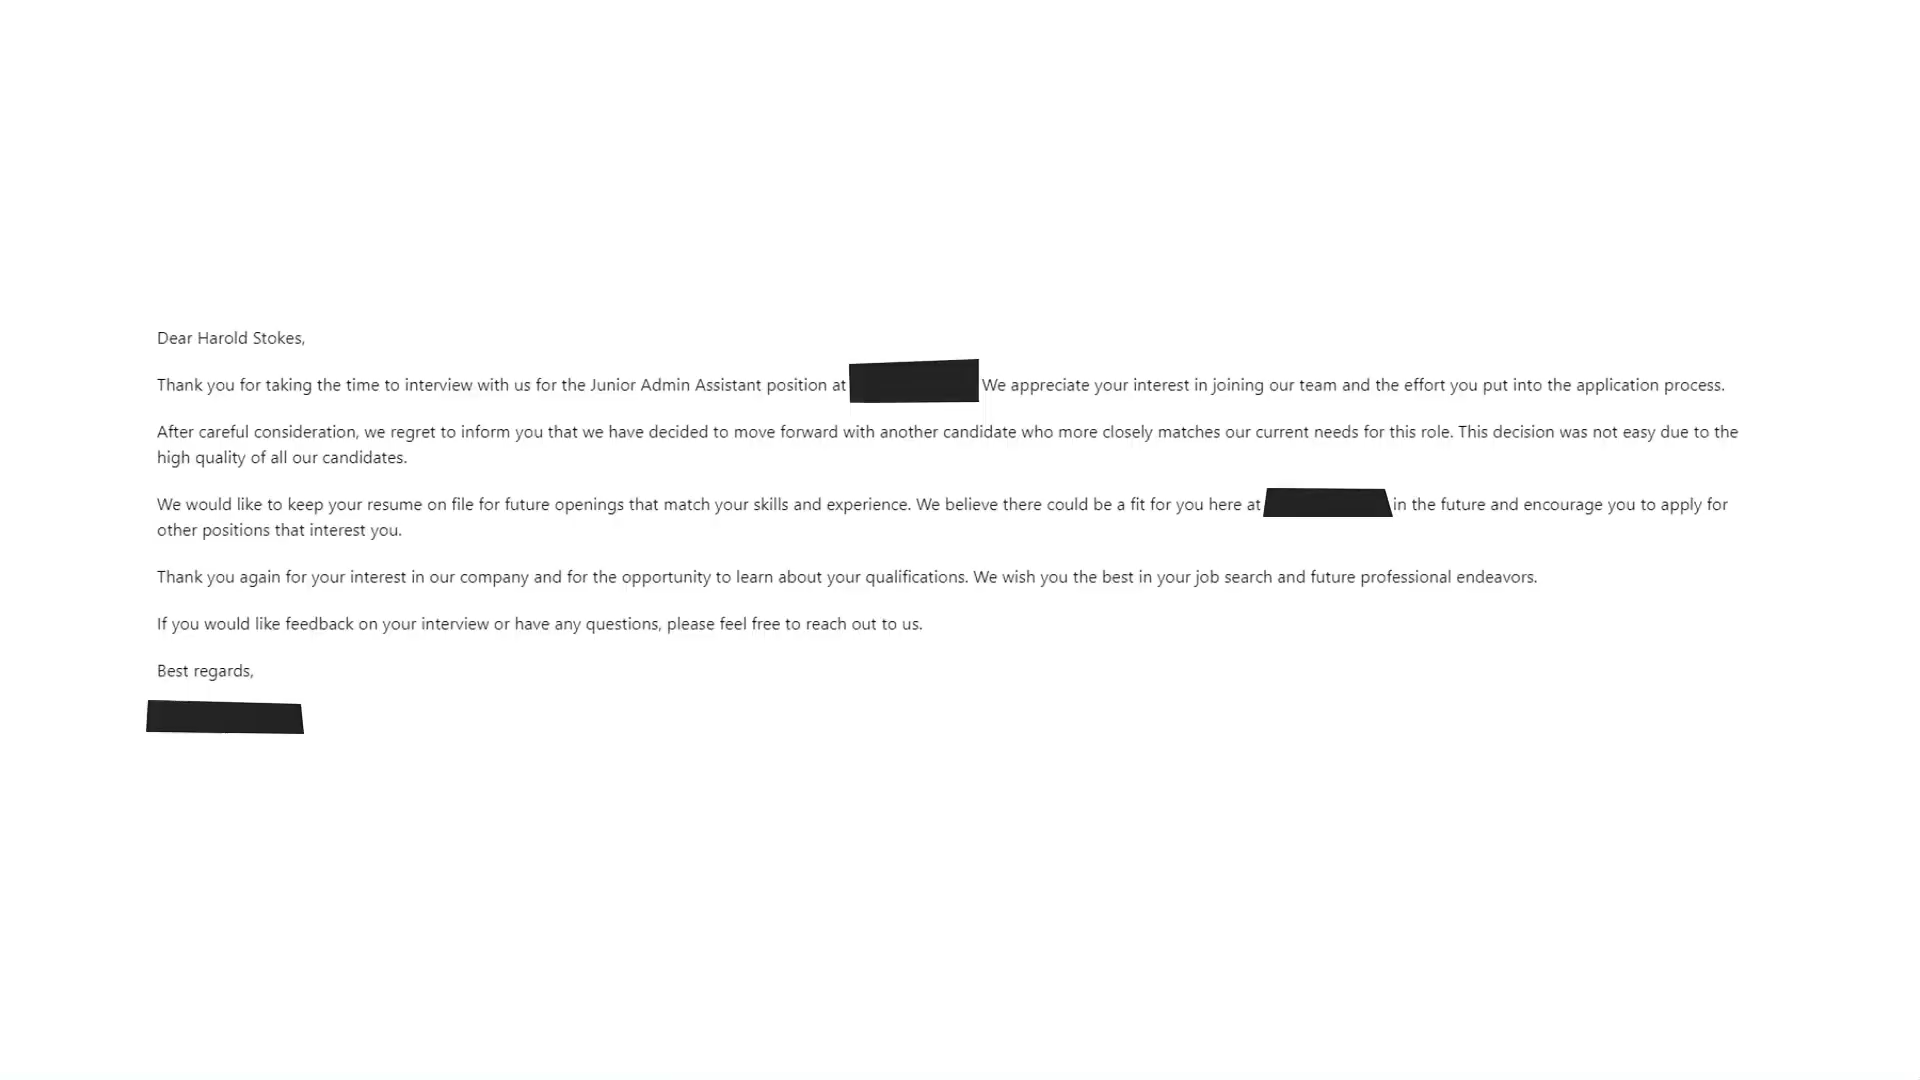 Dear Harold Stokes,
Thank you for taking the time to interview with us for the Junior Admin Assistant position at We appreciate your interest in joining our team and the effort you put into the application process.
After careful consideration, we regret to inform you that we have decided to move forward with another candidate who more closely matches our current needs for this role. This decision was not easy due to the
high quality of all our candidates.
We would like to keep your resume on file for future openings that match your skills and experience. We believe there could be a fit for you here at in the future and encourage you to apply for
other positions that interest you.
Thank you again for your interest in our company and for the opportunity to learn about your qualifications. We wish you the best in your job search and future professional endeavors.
If you would like feedback on your interview or have any questions, please feel free to reach out to us.
Best regards,